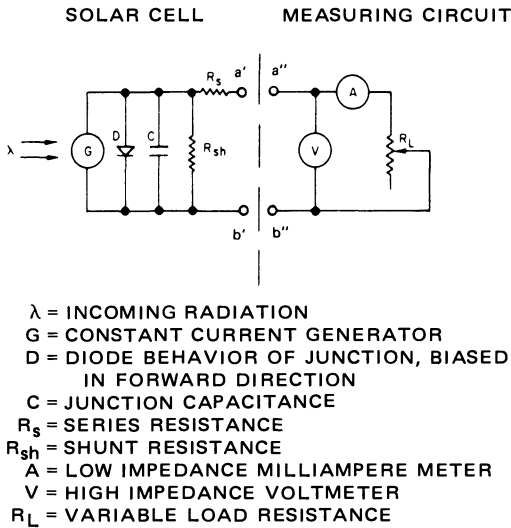 SOLAR CELL
MEASURING CIRCUIT
Rs
a'
a''
λ
G
D
C
Rsh
V
A
RL
b'
b''
λ = INCOMING RADIATION
G = CONSTANT CURRENT GENERATOR
D = DIODE BEHAVIOR OF JUNCTION, BIASED
IN FORWARD DIRECTION
C = JUNCTION CAPACITANCE
Rs = SERIES RESISTANCE
Rsh = SHUNT RESISTANCE
A = LOW IMPEDANCE MILLIAMPERE METER
V = HIGH IMPEDANCE VOLTMETER
RL = VARIABLE LOAD RESISTANCE